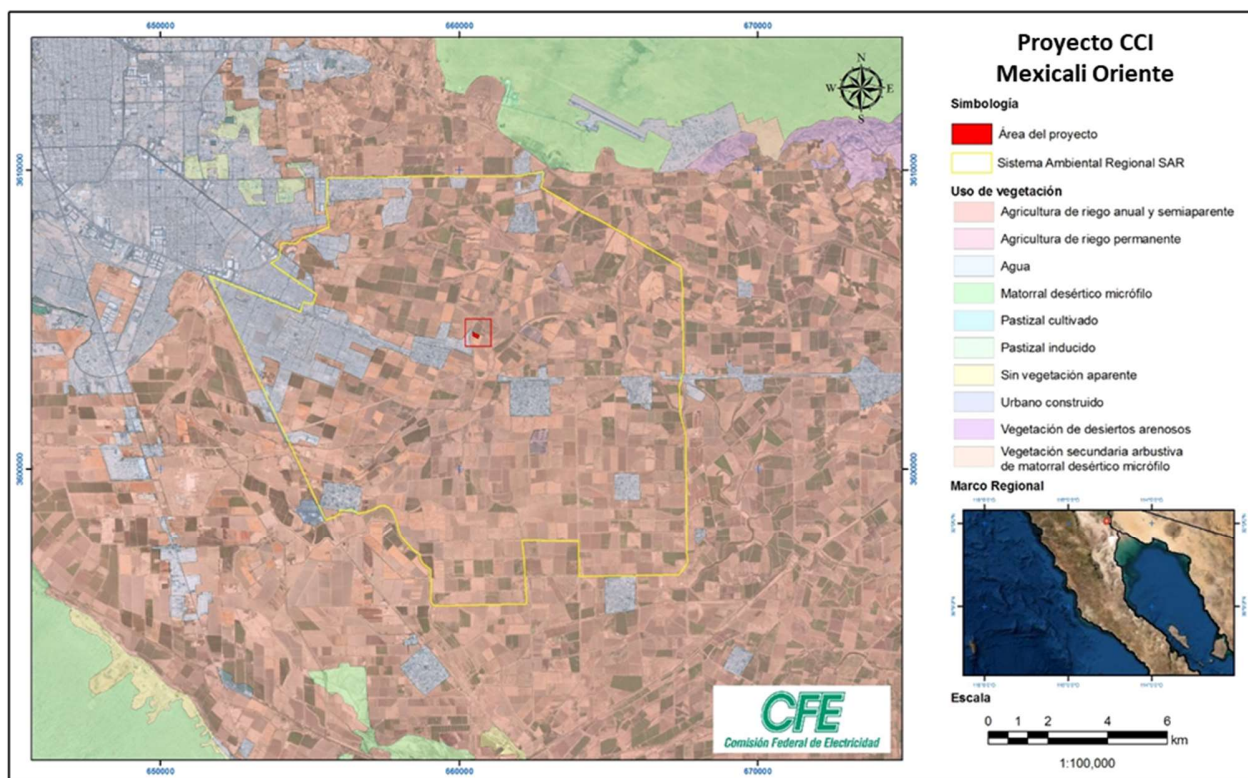 Proyecto CCI
Mexicali Oriente
Simbología
Área del proyecto
Sistema Ambiental Regional SAR
Uso de vegetación
Agricultura de riego anual y semiaparente
Agricultura de riego permanente
Agua
Matorral desértico micrófilo
Pastizal cultivado
Pastizal inducido
Sin vegetación aparente
Urbano construido
Vegetación de desiertos arenosos
Vegetación secundaria arbustiva
de matorral desértico micrófilo
Marco Regional
Escala
0 1 2 4 6
km
1:100,000
650000 660000 670000
N
W E
S
3610000 3610000
3600000 3600000
650000 660000 670000
CFE
Comisión Federal de Electricidad